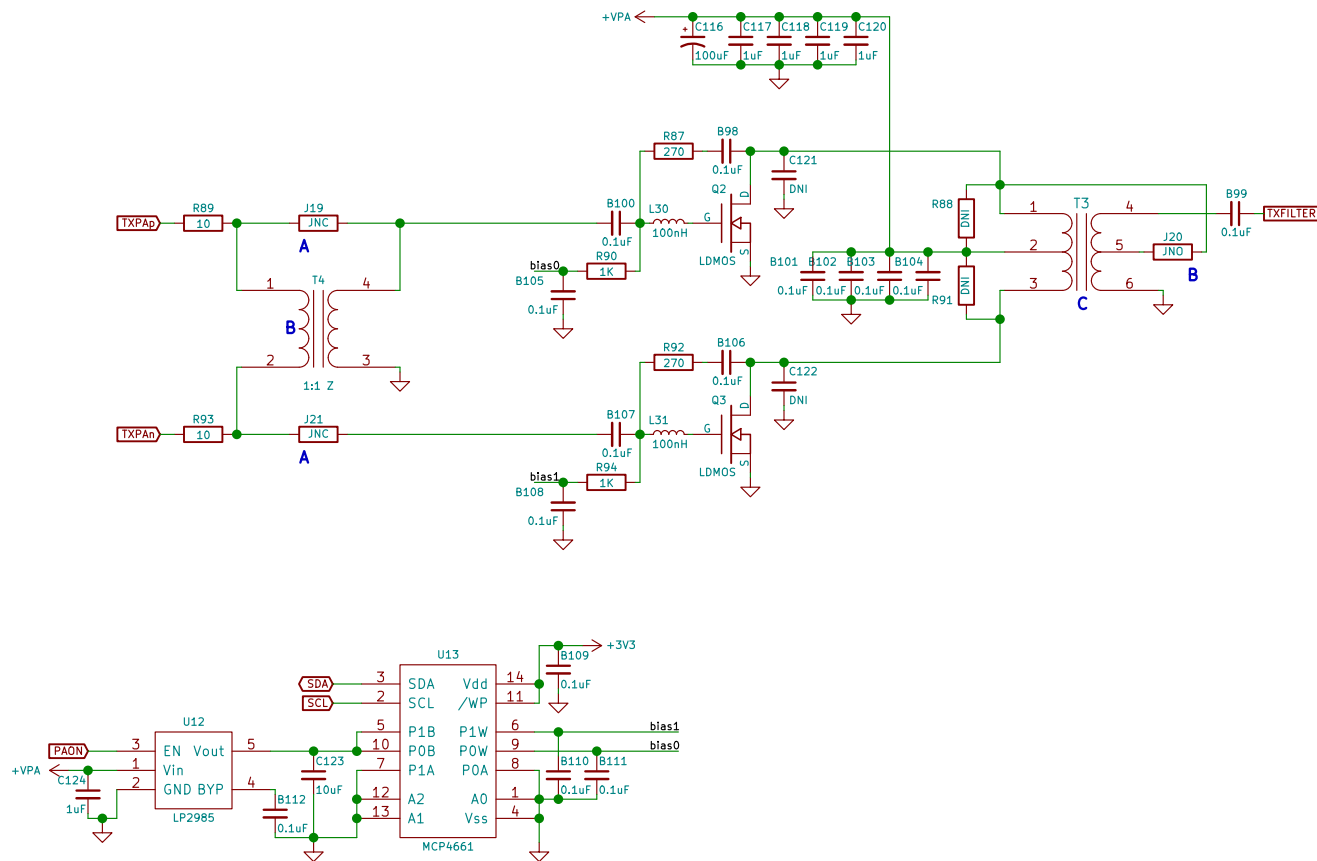 +VPA
C116 C117 C118 C119 C120
+
100uF 1uF 1uF 1uF 1uF
R87 B98
270
0.1uF
C121
DNI
Q2
D
G
S
LDMOS
TXPAp
R89
10
J19
JNC
A
B100
0.1uF
L30
100nH
bias0
R90
1K
B105
0.1uF
R88
DNI
T3
1 4
2 5
3 6
C
B99
0.1uF
TXFILTER
J20
JNO
B
B101 B102 B103 B104
0.1uF 0.1uF 0.1uF 0.1uF
R91
DNI
T4
1 4
B
2 3
1:1 Z
R92 B106
270
0.1uF
C122
DNI
Q3
D
G
S
LDMOS
TXPAn
R93
10
J21
JNC
A
B107
0.1uF
L31
100nH
bias1
R94
1K
B108
0.1uF
U13
+3V3
B109
0.1uF
SDA 3 SDA Vdd 14
SCL 2 SCL /WP 11
5 P1B P1W 6 bias1
10 P0B P0W 9 bias0
7 P1A P0A 8
12 A2 A0 1
13 A1 Vss 4
MCP4661
B110 B111
0.1uF 0.1uF
U12
PAON 3 EN Vout 5
+VPA 1 Vin
2 GND BYP 4
LP2985
C124
1uF
B112
0.1uF
C123
10uF